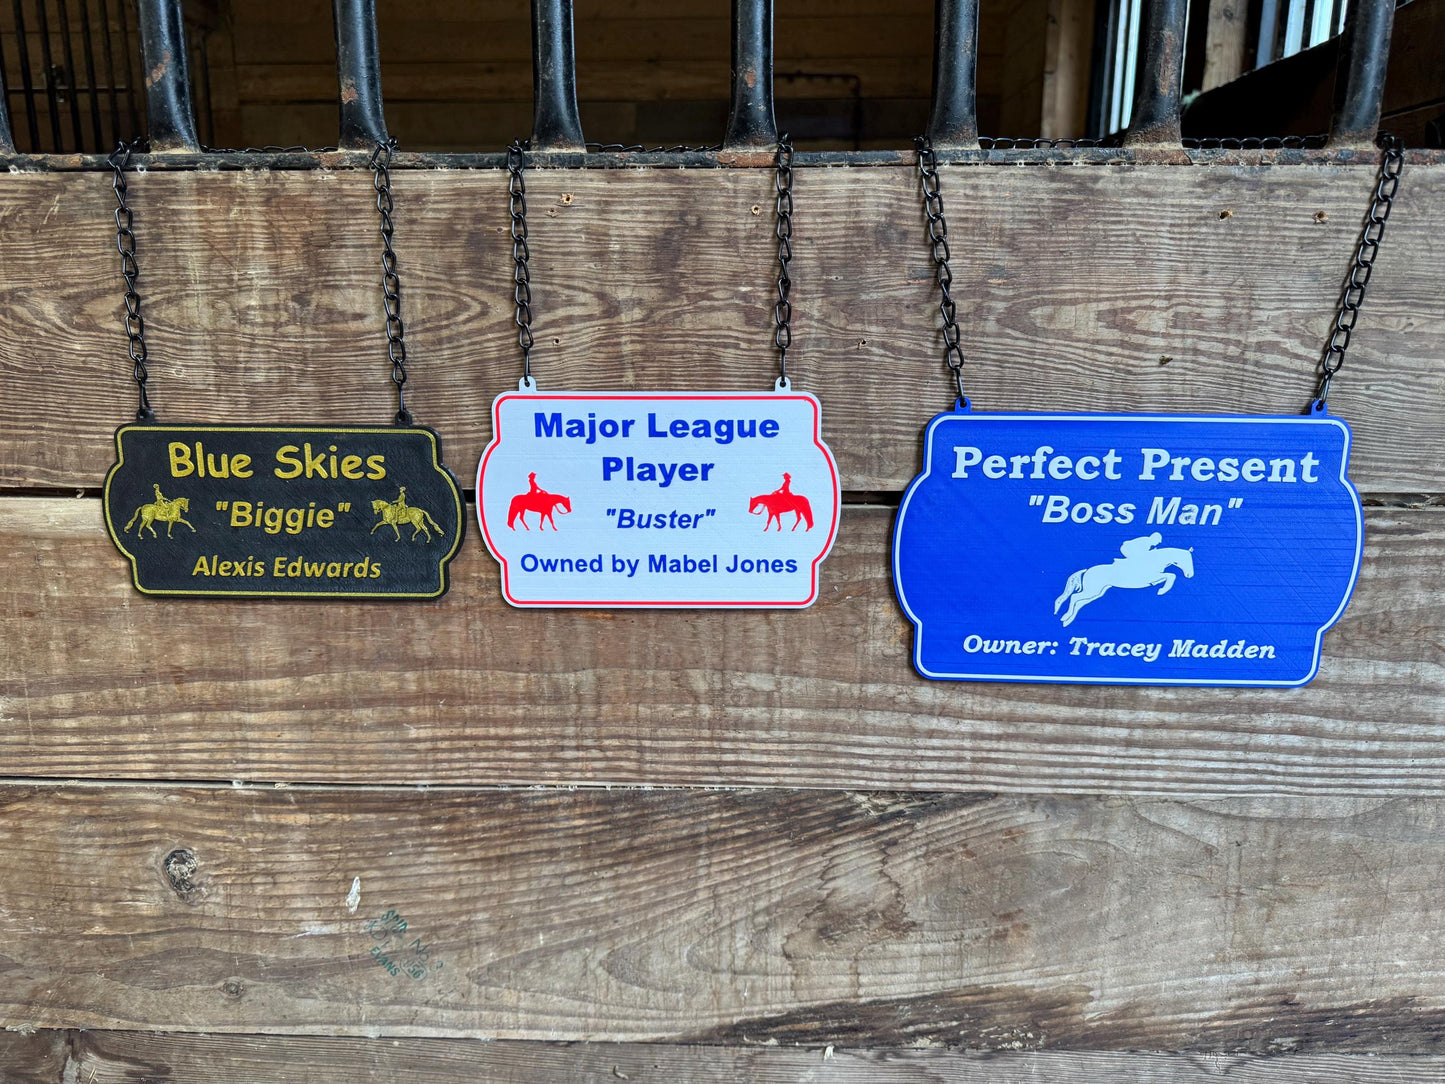 Blue Skies
"Biggie"
Alexis Edwards
Major League
Player
"Buster"
Owned by Mabel Jones
Perfect Present
"Boss Man"
Owner: Tracey Madden
EVANS